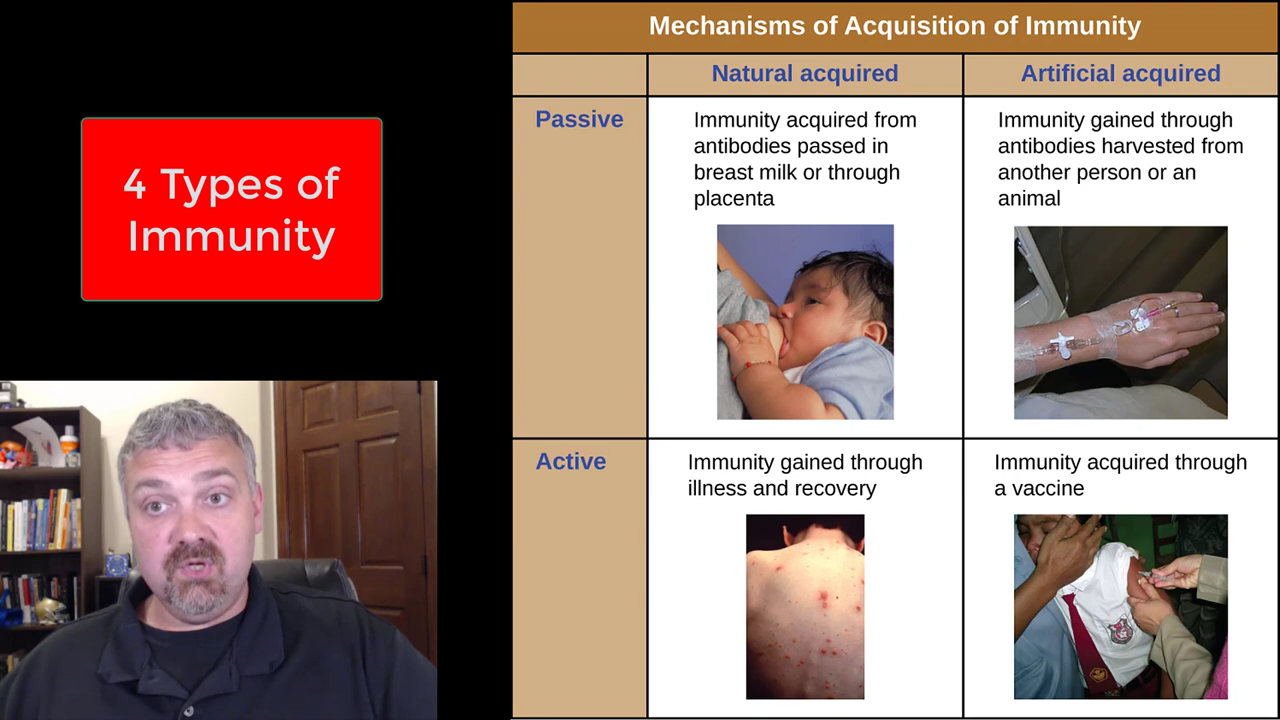 4 Types of
Immunity
Mechanisms of Acquisition of Immunity
Natural acquired
Artificial acquired
Passive
Immunity acquired from
antibodies passed in
breast milk or through
placenta
Immunity gained through
antibodies harvested from
another person or an
animal
Active
Immunity gained through
illness and recovery
Immunity acquired through
a vaccine